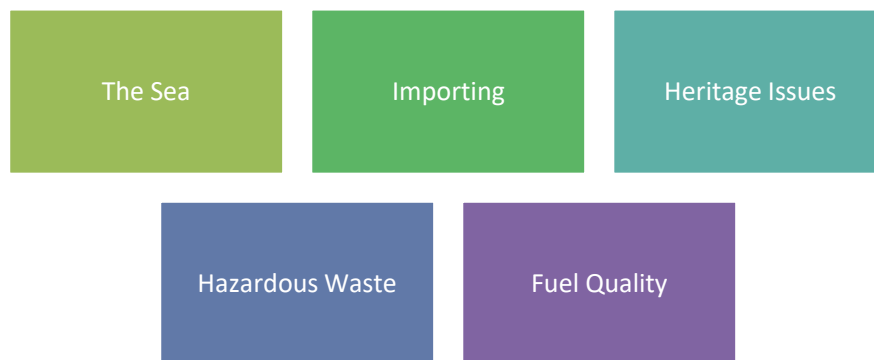 The Sea
Importing
Heritage Issues
Hazardous Waste
Fuel Quality